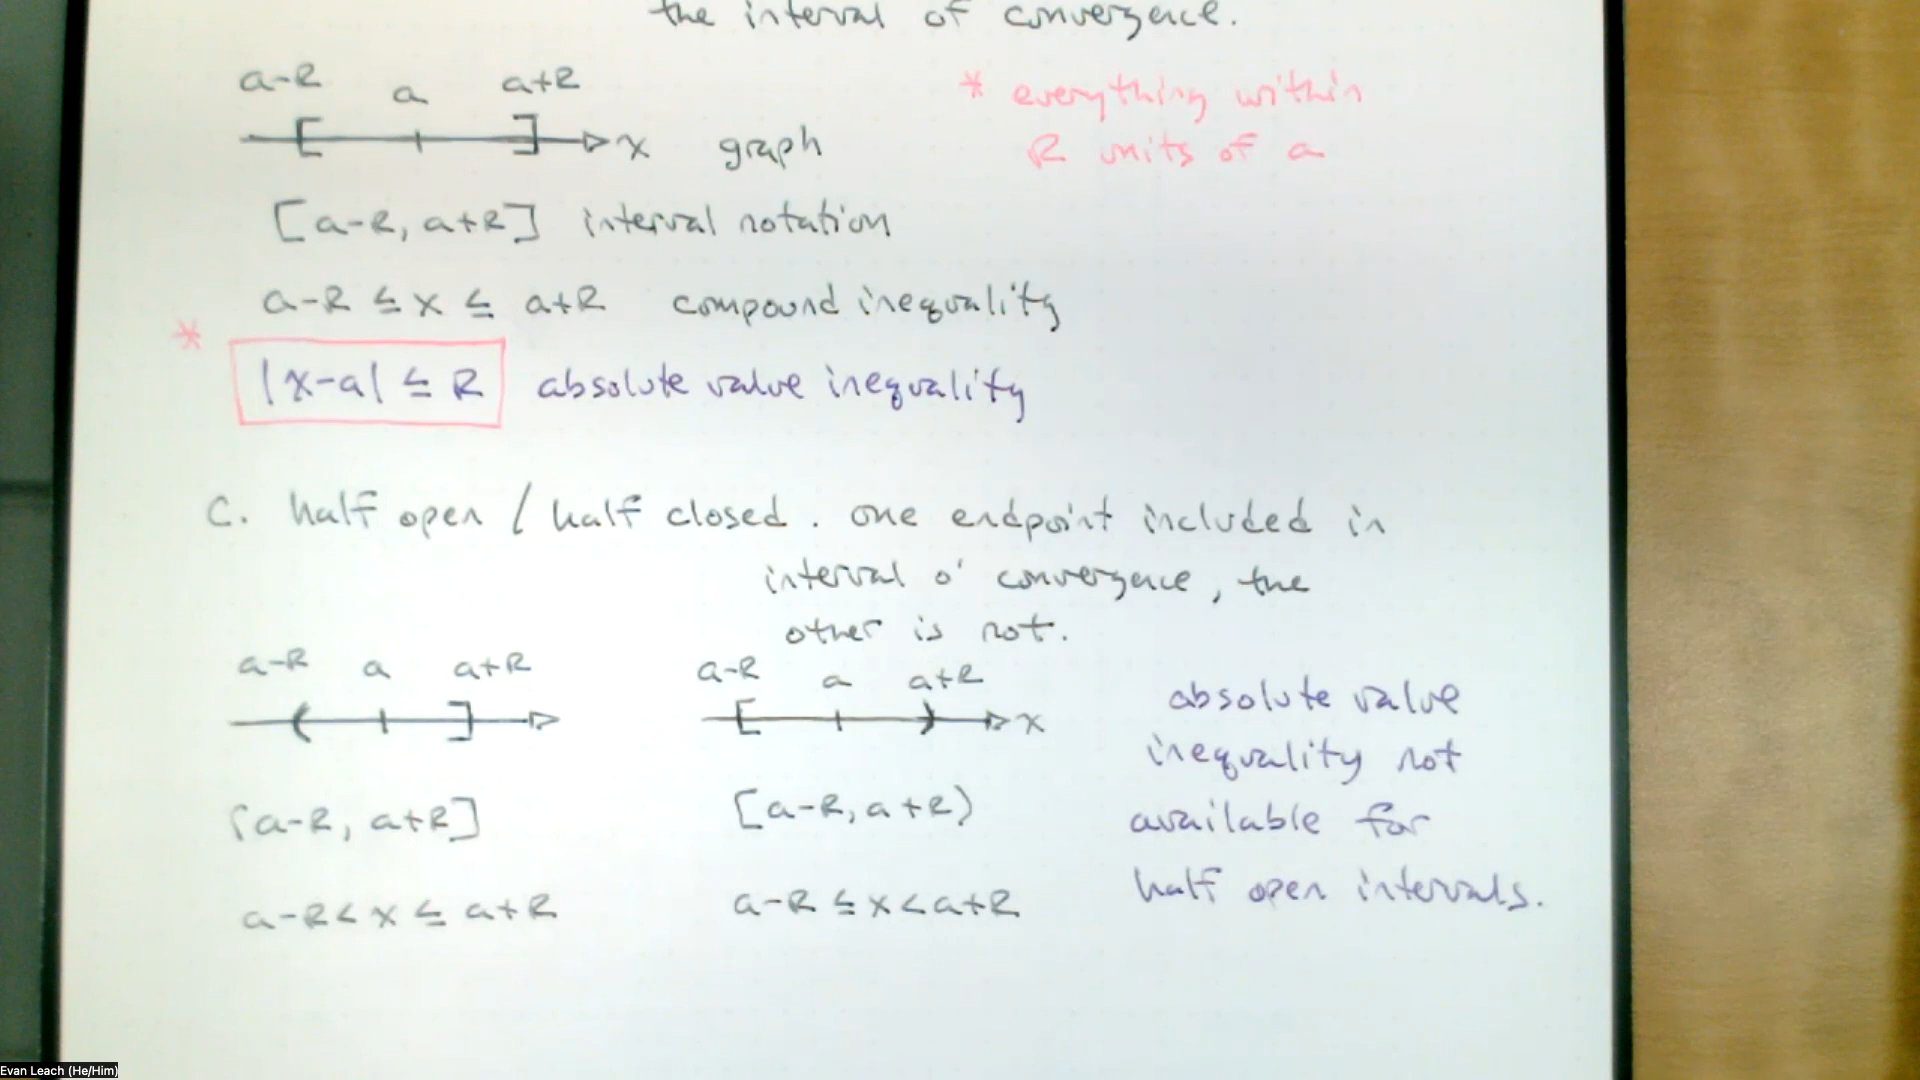 the interval of convergence.
a-R a a+R
x graph
* everything within
R units of a
[a-R, a+R] interval notation
a-R ≤ x ≤ a+R compound inequality
*
|x-a| ≤ R absolute value inequality
C. half open / half closed. one endpoint included in
interval o' convergence, the
other is not.
a-R a a+R
a-R a a+R
x
(a-R, a+R]
[a-R, a+R)
a-R < x ≤ a+R
a-R ≤ x < a+R
absolute value
inequality not
available for
half open intervals.
Evan Leach (He/Him)